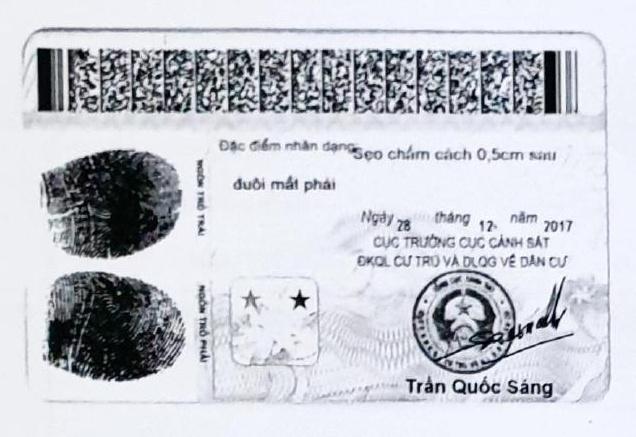 Đặc điểm nhân dạng: Sẹo chấm cách 0,5cm sau
đuôi mắt phải
Ngày 28 tháng 12 năm 2017
CỤC TRƯỞNG CỤC CẢNH SÁT
ĐKQL CƯ TRÚ VÀ DLQG VỀ DÂN CƯ
NGÓN TRỎ TRÁI
NGÓN TRỎ PHẢI
Trần Quốc Sáng